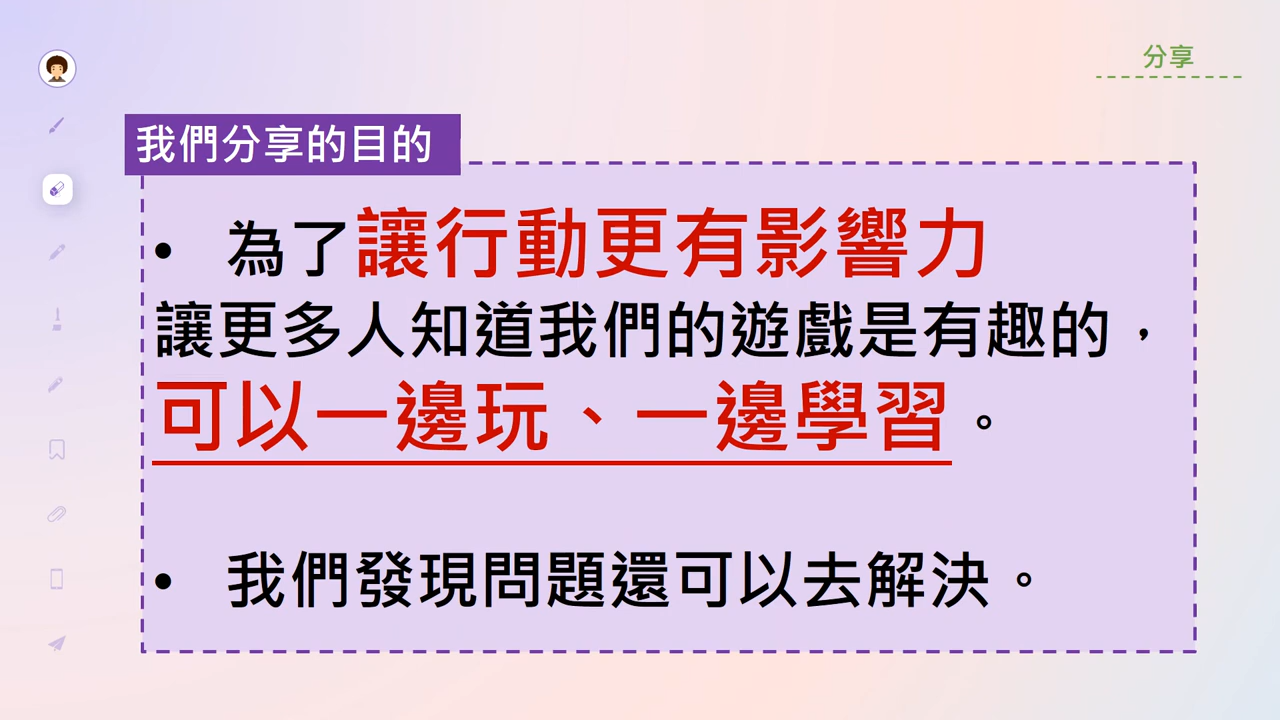 分享
我們分享的目的
• 為了讓行動更有影響力
讓更多人知道我們的遊戲是有趣的，
可以一邊玩、一邊學習。
• 我們發現問題還可以去解決。